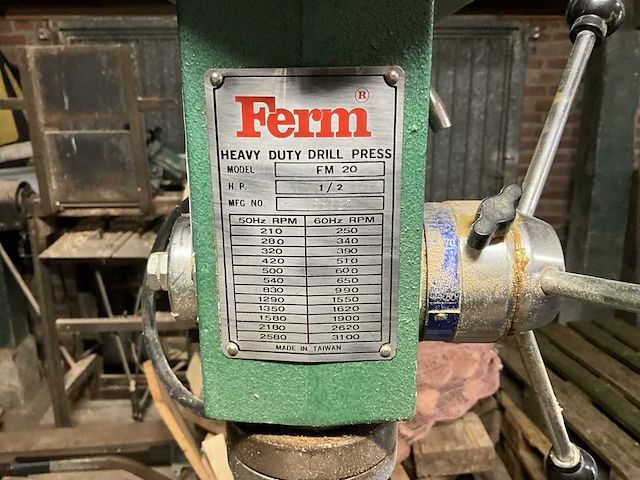 Ferm ®
HEAVY DUTY DRILL PRESS
MODEL FM 20
H.P. 1/2
MFG NO.
50Hz RPM 60Hz RPM
210 250
280 340
320 390
420 510
500 600
540 650
830 990
1290 1550
1350 1620
1580 1900
2180 2620
2580 3100
MADE IN TAIWAN